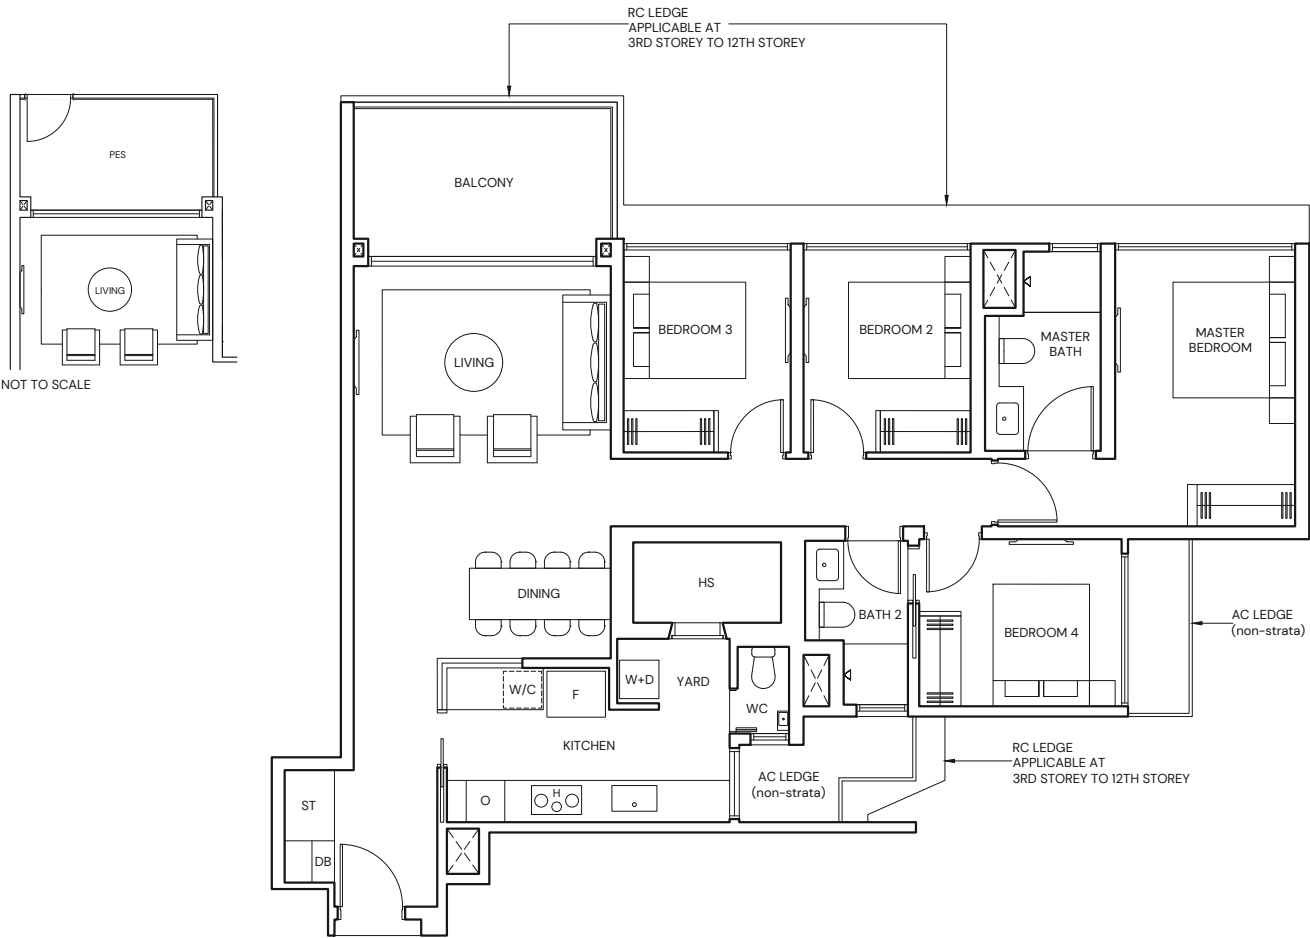 RC LEDGE
APPLICABLE AT
3RD STOREY TO 12TH STOREY
PES
LIVING
NOT TO SCALE
BALCONY
LIVING
BEDROOM 3
BEDROOM 2
MASTER
BATH
MASTER
BEDROOM
DINING
HS
BATH 2
BEDROOM 4
AC LEDGE
(non-strata)
W/C
F
W+D
YARD
WC
KITCHEN
RC LEDGE
APPLICABLE AT
3RD STOREY TO 12TH STOREY
AC LEDGE
(non-strata)
ST
O
H
DB